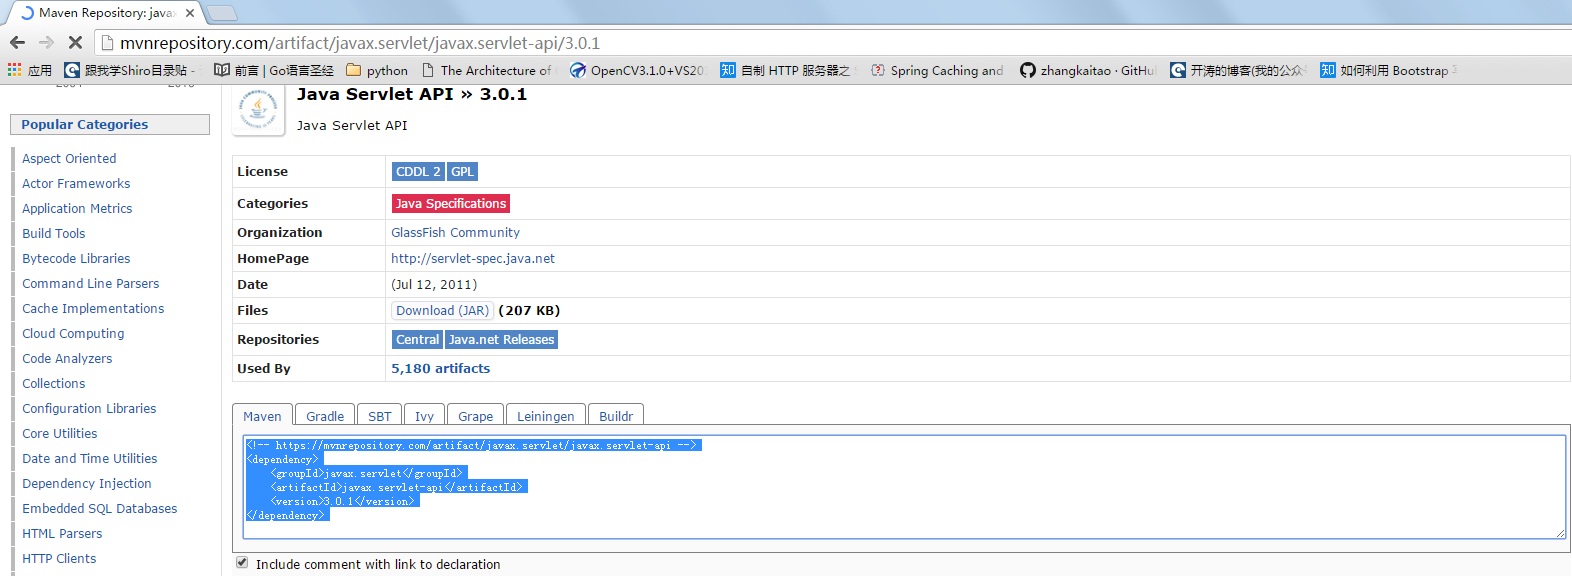 Maven Repository: java
mvnrepository.com/artifact/javax.servlet/javax.servlet-api/3.0.1
应用 跟我学Shiro目录贴 - 前言 | Go语言圣经 python The Architecture of OpenCV3.1.0+VS20 自制 HTTP 服务器之 Spring Caching and zhangkaitao · GitHu 开涛的博客(我的公众 如何利用 Bootstrap
Java Servlet API » 3.0.1
Java Servlet API
Popular Categories
Aspect Oriented
Actor Frameworks
Application Metrics
Build Tools
Bytecode Libraries
Command Line Parsers
Cache Implementations
Cloud Computing
Code Analyzers
Collections
Configuration Libraries
Core Utilities
Date and Time Utilities
Dependency Injection
Embedded SQL Databases
HTML Parsers
HTTP Clients
License CDDL 2 GPL
Categories Java Specifications
Organization GlassFish Community
HomePage http://servlet-spec.java.net
Date (Jul 12, 2011)
Files Download (JAR) (207 KB)
Repositories Central Java.net Releases
Used By 5,180 artifacts
Maven Gradle SBT Ivy Grape Leiningen Buildr
<!-- https://mvnrepository.com/artifact/javax.servlet/javax.servlet-api -->
<dependency>
    <groupId>javax.servlet</groupId>
    <artifactId>javax.servlet-api</artifactId>
    <version>3.0.1</version>
</dependency>
Include comment with link to declaration